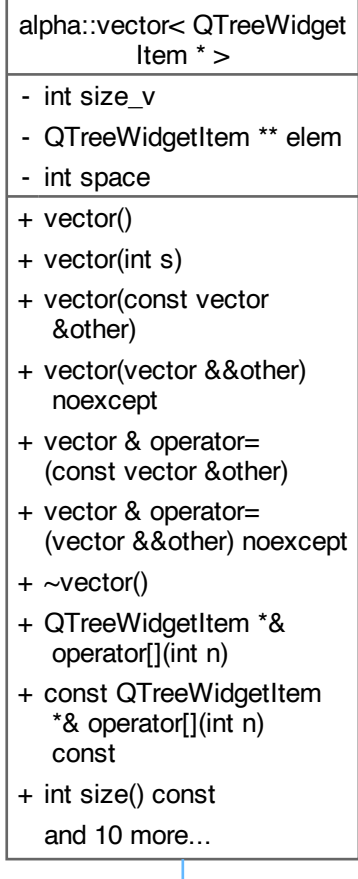 alpha::vector< QTreeWidget
Item * >
- int size_v
- QTreeWidgetItem ** elem
- int space
+ vector()
+ vector(int s)
+ vector(const vector
&other)
+ vector(vector &&other)
noexcept
+ vector & operator=
(const vector &other)
+ vector & operator=
(vector &&other) noexcept
+ ~vector()
+ QTreeWidgetItem *&
operator[](int n)
+ const QTreeWidgetItem
*& operator[](int n)
const
+ int size() const
and 10 more...